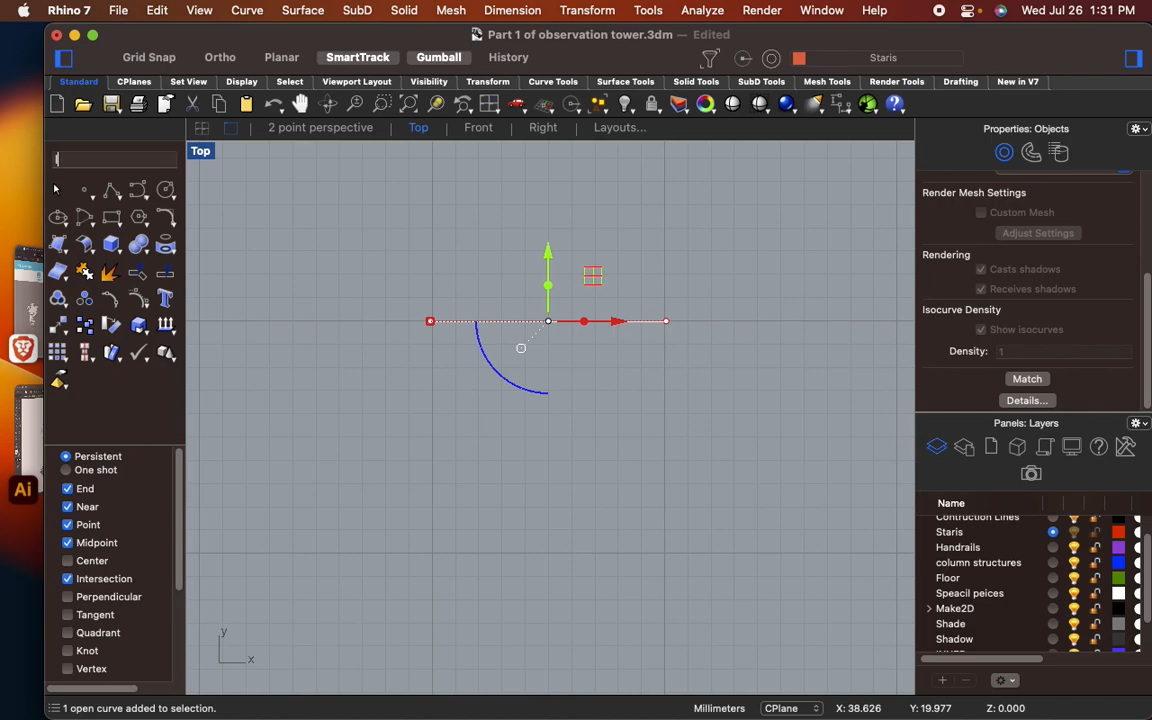 Rhino 7 File Edit View Curve Surface SubD Solid Mesh Dimension Transform Tools Analyze Render Window Help Wed Jul 26 1:31 PM
Part 1 of observation tower.3dm — Edited
Grid Snap Ortho Planar SmartTrack Gumball History Staris
Standard CPlanes Set View Display Select Viewport Layout Visibility Transform Curve Tools Surface Tools Solid Tools SubD Tools Mesh Tools Render Tools Drafting New in V7
2 point perspective Top Front Right Layouts...
Properties: Objects
Top
Render Mesh Settings
Custom Mesh
Adjust Settings
Rendering
Casts shadows
Receives shadows
Isocurve Density
Show isocurves
Density: 1
Match
Details...
Panels: Layers
Name
Contruction Lines
Staris
Handrails
column structures
Floor
Speacil peices
Make2D
Shade
Shadow
Persistent
One shot
End
Near
Point
Midpoint
Center
Intersection
Perpendicular
Tangent
Quadrant
Knot
Vertex
Ai
y
x
1 open curve added to selection. Millimeters CPlane X: 38.626 Y: 19.977 Z: 0.000